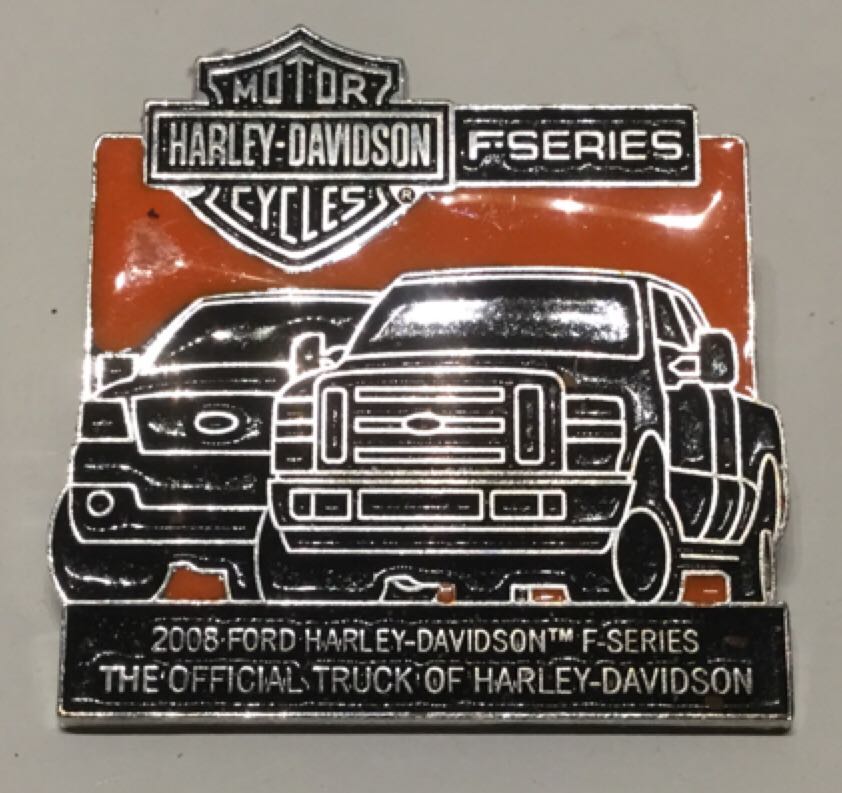 MOTOR
HARLEY-DAVIDSON
CYCLES®
F-SERIES
2008 FORD HARLEY-DAVIDSON™ F-SERIES
THE OFFICIAL TRUCK OF HARLEY-DAVIDSON